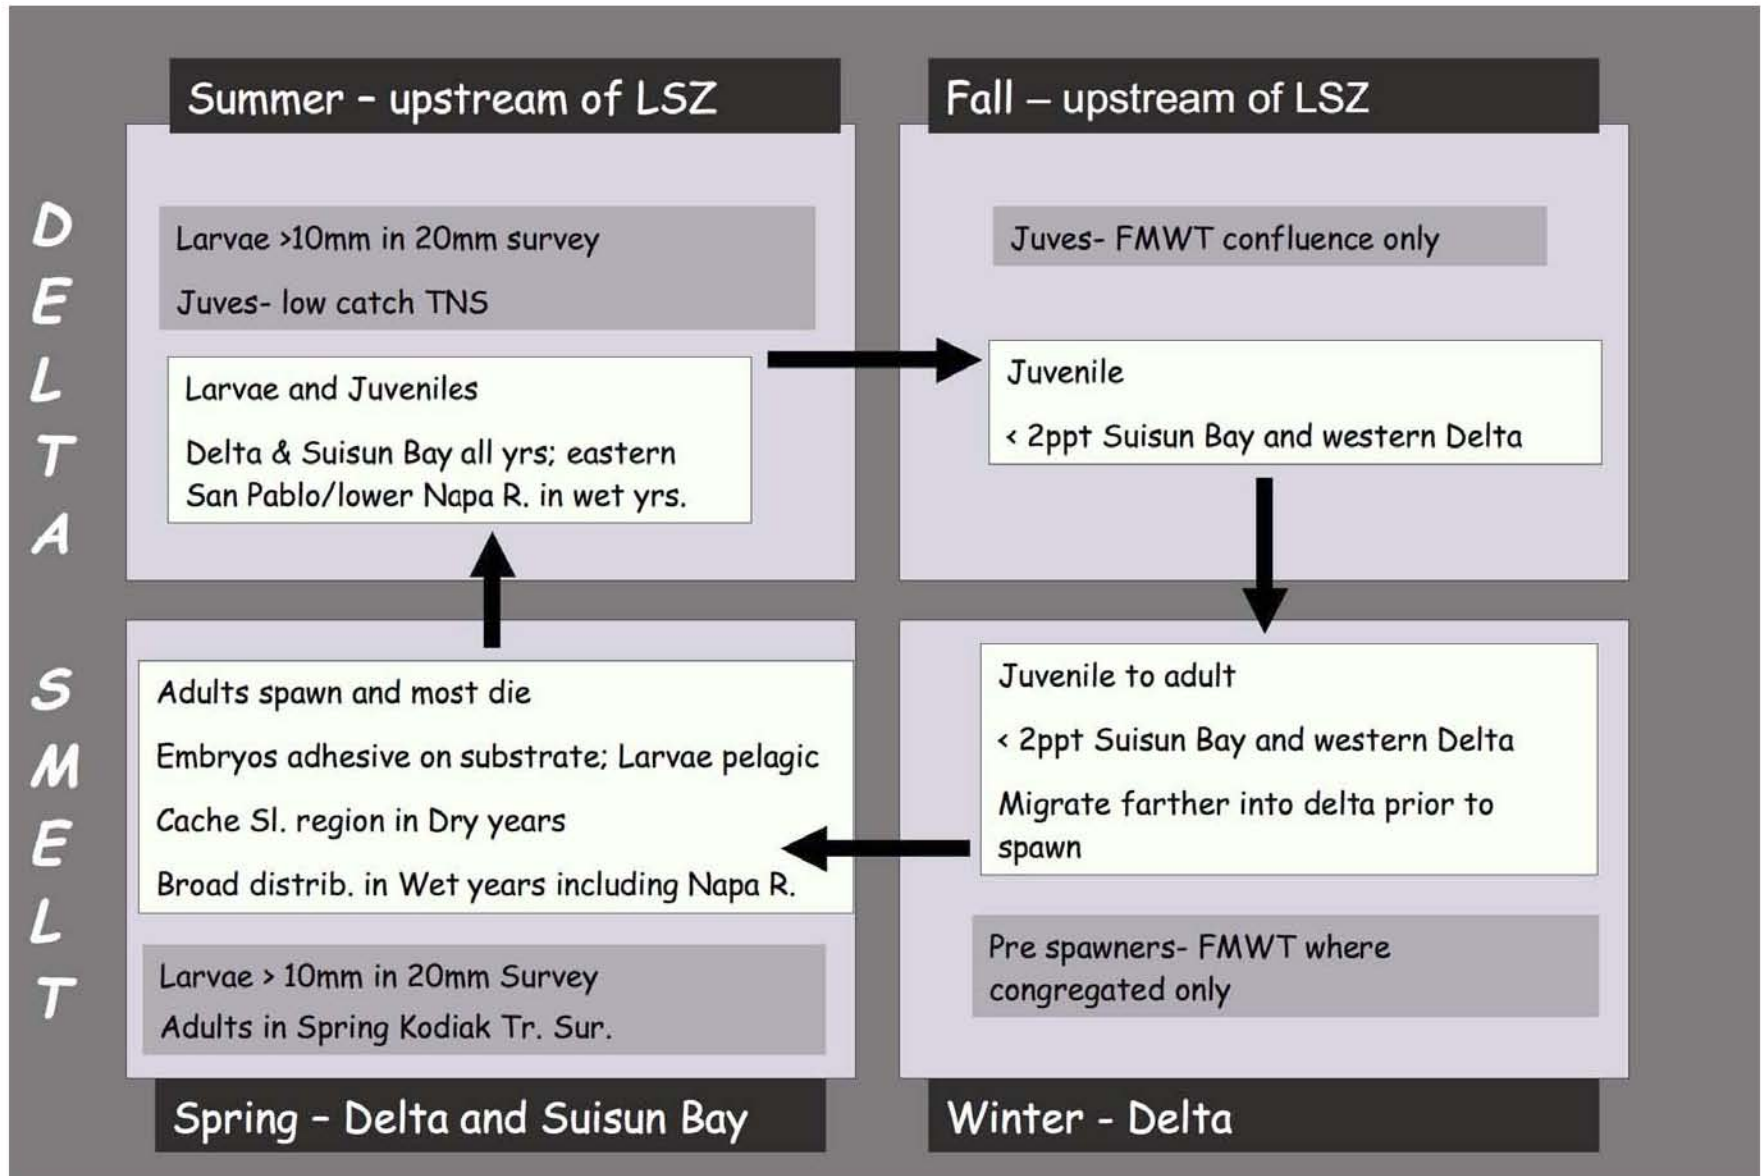 DELTA SMELT
Summer – upstream of LSZ
Larvae >10mm in 20mm survey
Juves- low catch TNS
Larvae and Juveniles
Delta & Suisun Bay all yrs; eastern
San Pablo/lower Napa R. in wet yrs.
Fall – upstream of LSZ
Juves- FMWT confluence only
Juvenile
< 2ppt Suisun Bay and western Delta
Adults spawn and most die
Embryos adhesive on substrate; Larvae pelagic
Cache Sl. region in Dry years
Broad distrib. in Wet years including Napa R.
Larvae > 10mm in 20mm Survey
Adults in Spring Kodiak Tr. Sur.
Spring – Delta and Suisun Bay
Juvenile to adult
< 2ppt Suisun Bay and western Delta
Migrate farther into delta prior to
spawn
Pre spawners- FMWT where
congregated only
Winter - Delta